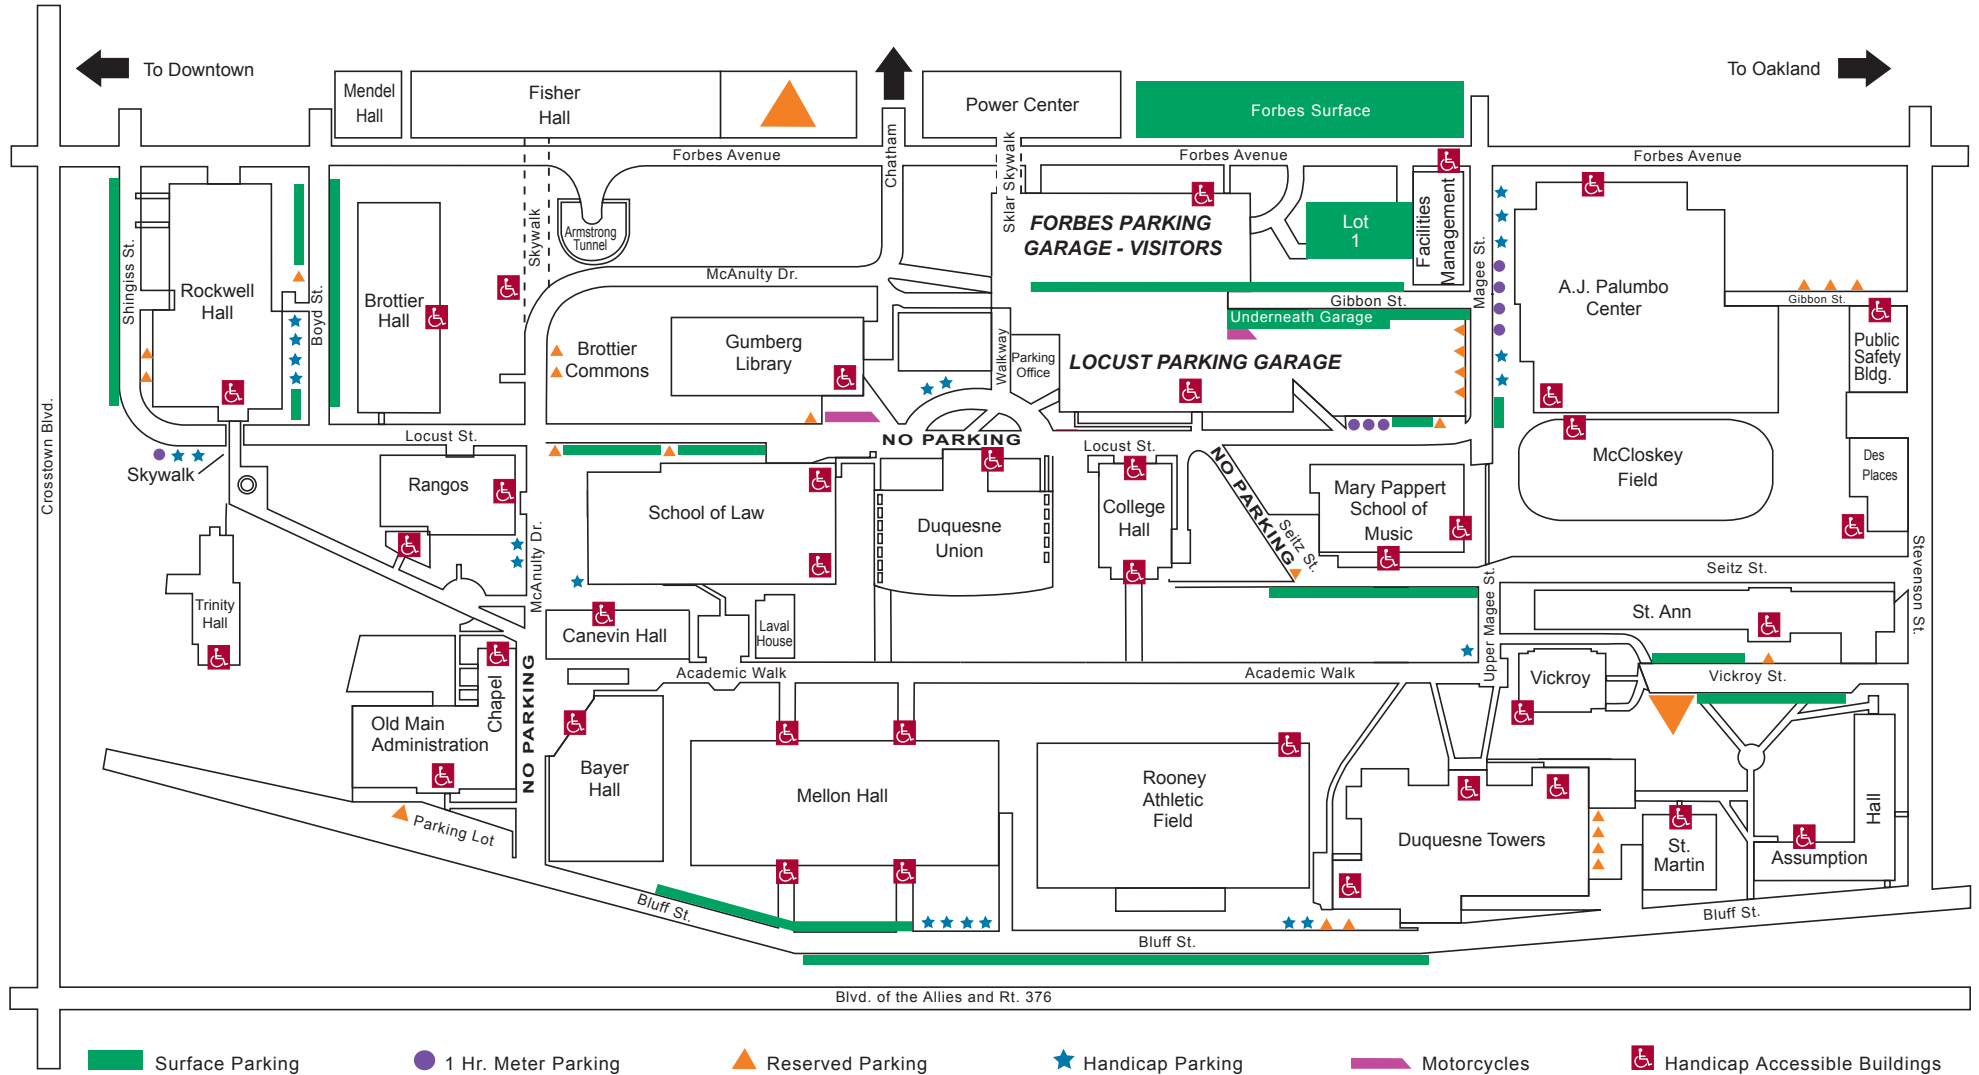 To Downtown
To Oakland
Mendel
Hall
Fisher
Hall
Power Center
Forbes Surface
Chatham
Sklar Skywalk
Forbes Avenue
Forbes Avenue
Forbes Avenue
Shingiss St.
Rockwell
Hall
Boyd St.
Brottier
Hall
Skywalk
Armstrong
Tunnel
McAnulty Dr.
FORBES PARKING
GARAGE - VISITORS
Lot
1
Facilities
Management
Magee St.
A.J. Palumbo
Center
Gibbon St.
Gibbon St.
Underneath Garage
Public
Safety
Bldg.
Brottier
Commons
Gumberg
Library
Walkway
Parking
Office
LOCUST PARKING GARAGE
Crosstown Blvd.
Locust St.
NO PARKING
Locust St.
Skywalk
Rangos
School of Law
Duquesne
Union
College
Hall
NO PARKING
Seitz St.
Mary Pappert
School of
Music
McCloskey
Field
Des
Places
McAnulty Dr.
Seitz St.
Stevenson St.
Trinity
Hall
Canevin Hall
Laval
House
Upper Magee St.
St. Ann
Academic Walk
Academic Walk
Vickroy
Vickroy St.
Chapel
NO PARKING
Old Main
Administration
Bayer
Hall
Mellon Hall
Rooney
Athletic
Field
Duquesne Towers
St.
Martin
Hall
Assumption
Parking Lot
Bluff St.
Bluff St.
Bluff St.
Blvd. of the Allies and Rt. 376
Surface Parking
1 Hr. Meter Parking
Reserved Parking
Handicap Parking
Motorcycles
Handicap Accessible Buildings